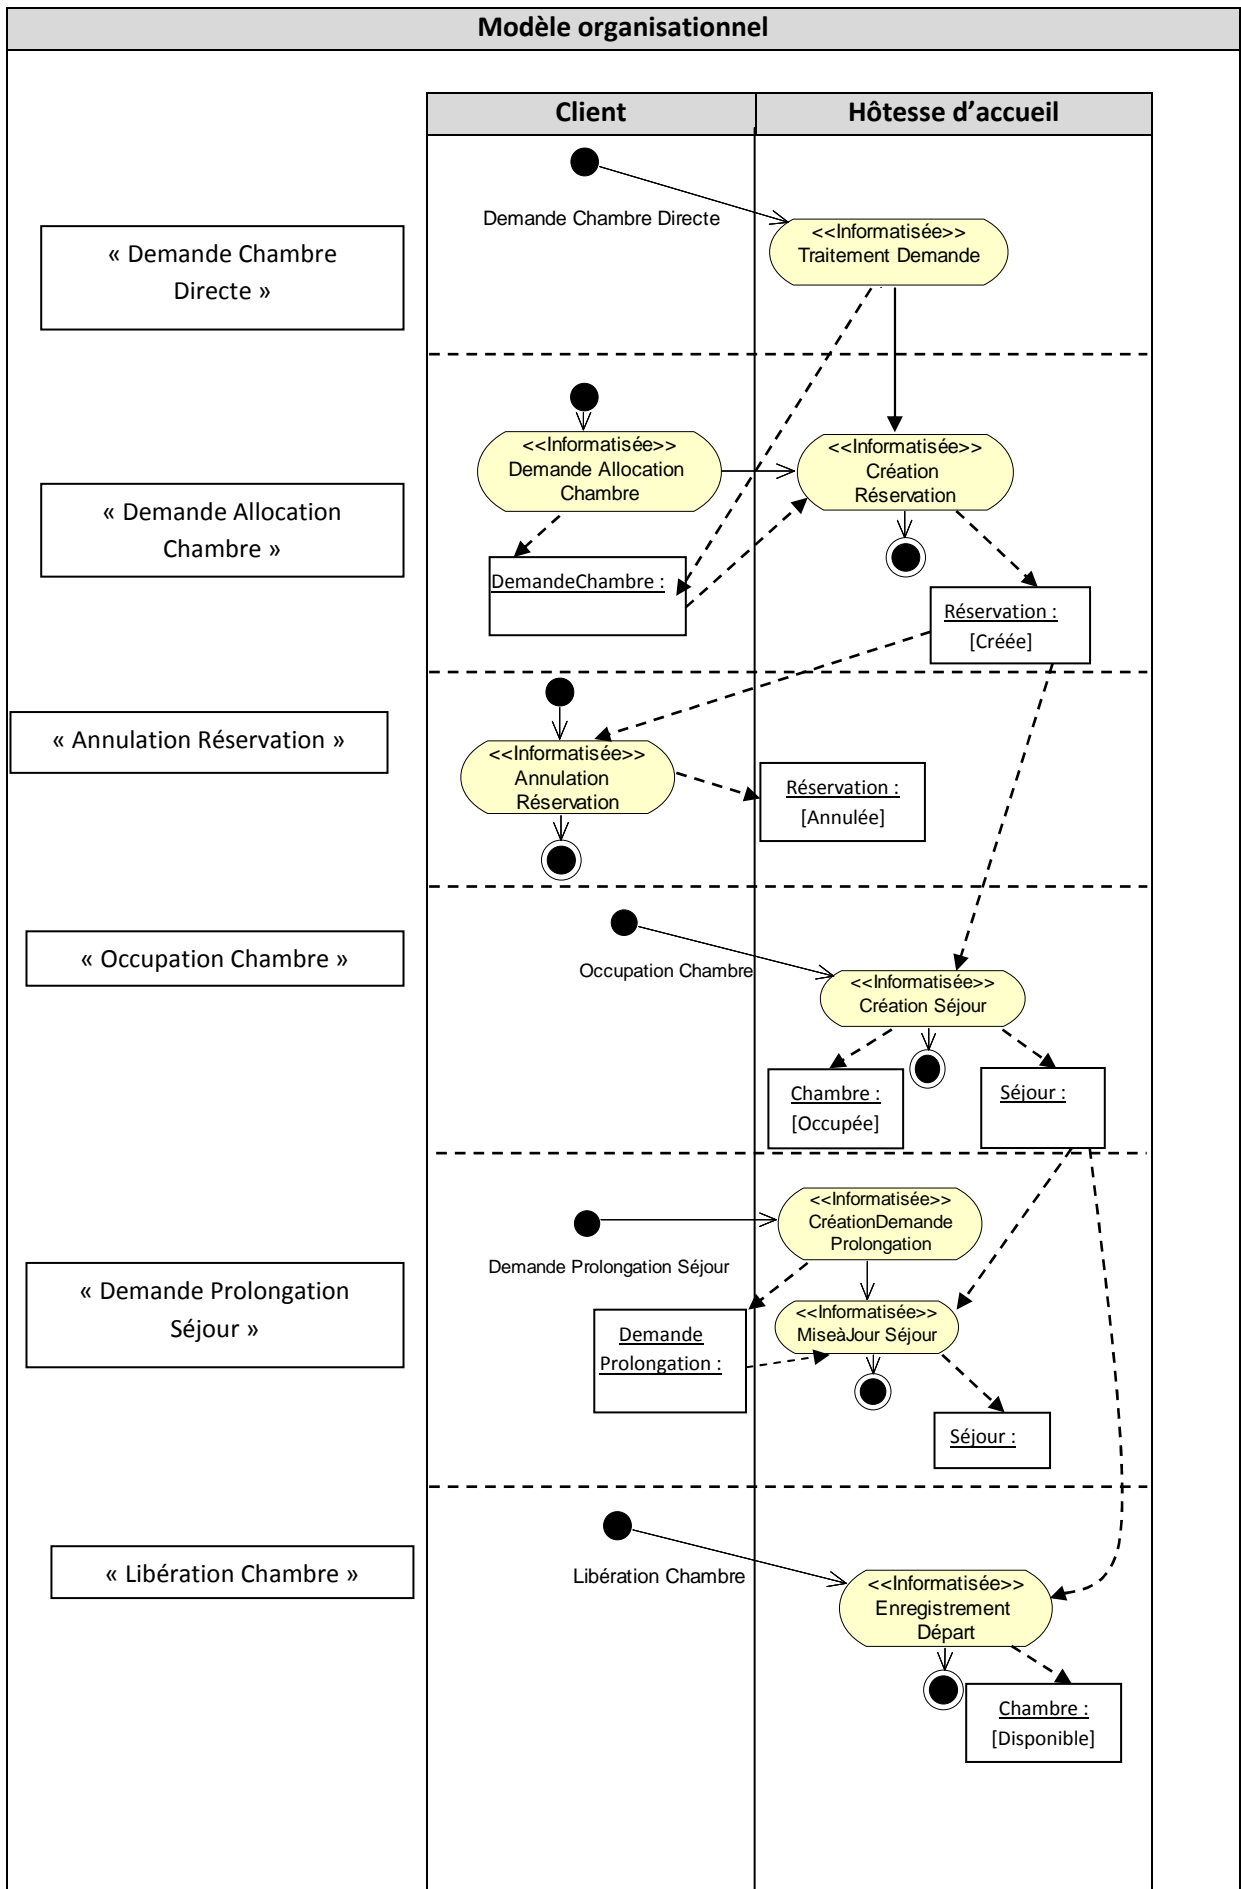 Modèle organisationnel
Client
Hôtesse d’accueil
Demande Chambre Directe
<<Informatisée>>
Traitement Demande
« Demande Chambre
Directe »
<<Informatisée>>
Demande Allocation
Chambre
<<Informatisée>>
Création
Réservation
« Demande Allocation
Chambre »
DemandeChambre :
Réservation :
[Créée]
« Annulation Réservation »
<<Informatisée>>
Annulation
Réservation
Réservation :
[Annulée]
« Occupation Chambre »
Occupation Chambre
<<Informatisée>>
Création Séjour
Chambre :
[Occupée]
Séjour :
<<Informatisée>>
CréationDemande
Prolongation
Demande Prolongation Séjour
« Demande Prolongation
Séjour »
<<Informatisée>>
MiseàJour Séjour
Demande
Prolongation :
Séjour :
« Libération Chambre »
Libération Chambre
<<Informatisée>>
Enregistrement
Départ
Chambre :
[Disponible]